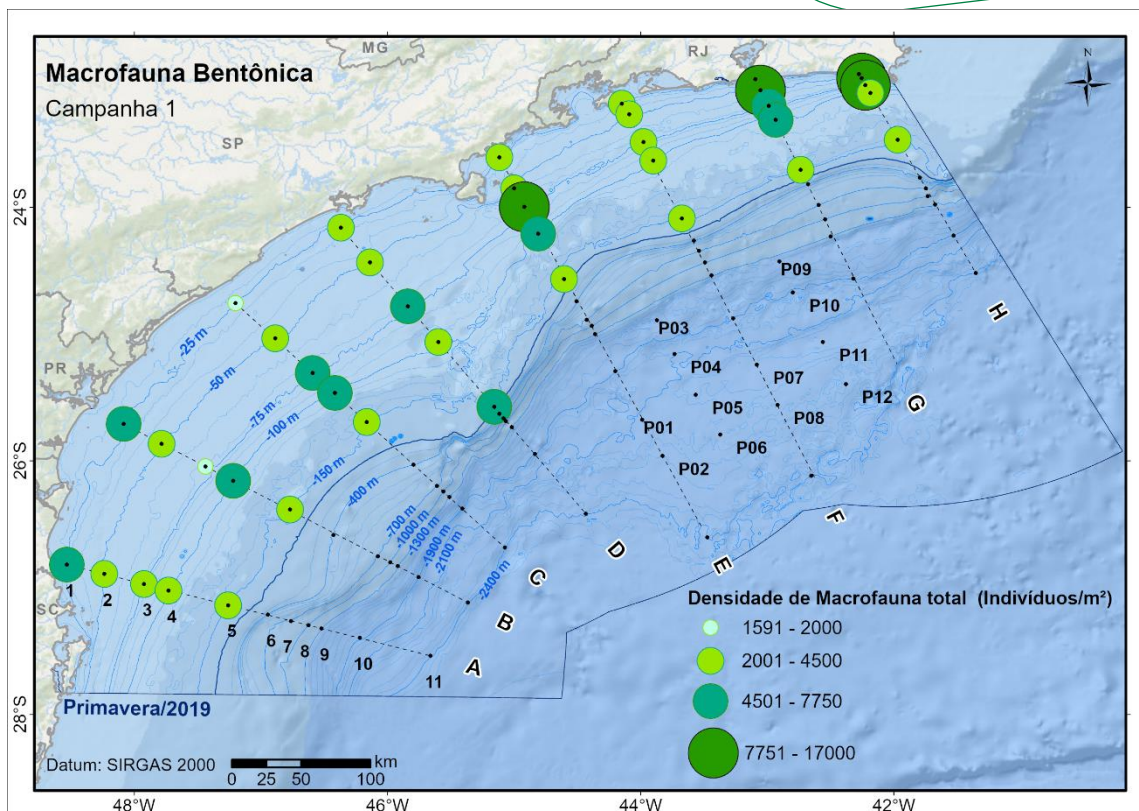 Macrofauna Bentônica
Campanha 1
MG
RJ
SP
PR
SC
N
24°S
26°S
28°S
24°S
26°S
28°S
-25 m
-50 m
-75 m
-100 m
-150 m
-400 m
-700 m
-1000 m
-1300 m
-1900 m
-2100 m
-2400 m
P09
P10
P03
P04
P11
P05
P07
P12
P01
P08
P06
P02
1
2
3
4
5
6
7
8
9
10
11
A
B
C
D
E
F
G
H
Densidade de Macrofauna total (Indivíduos/m²)
1591 - 2000
2001 - 4500
4501 - 7750
7751 - 17000
Primavera/2019
Datum: SIRGAS 2000
km
0 25 50 100
48°W
46°W
44°W
42°W